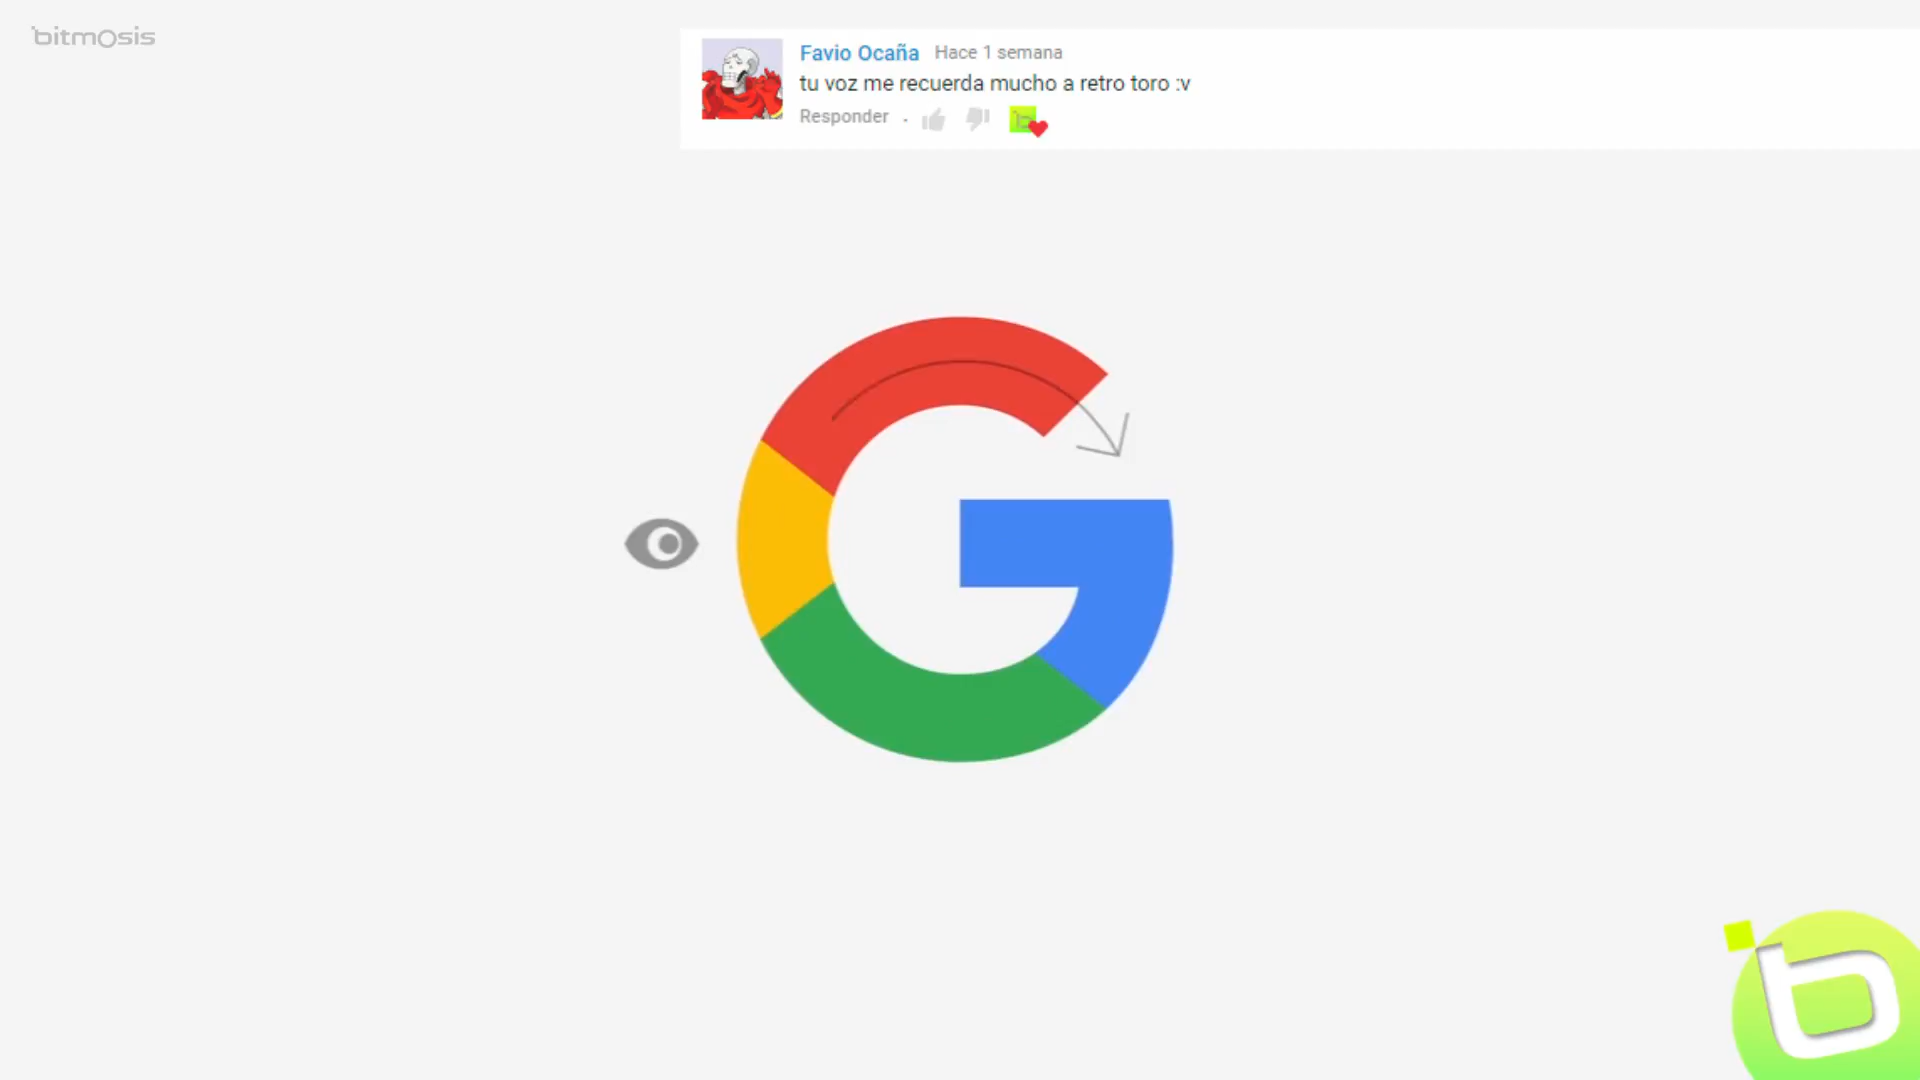 bitmosis
Favio Ocaña Hace 1 semana
tu voz me recuerda mucho a retro toro :v
Responder